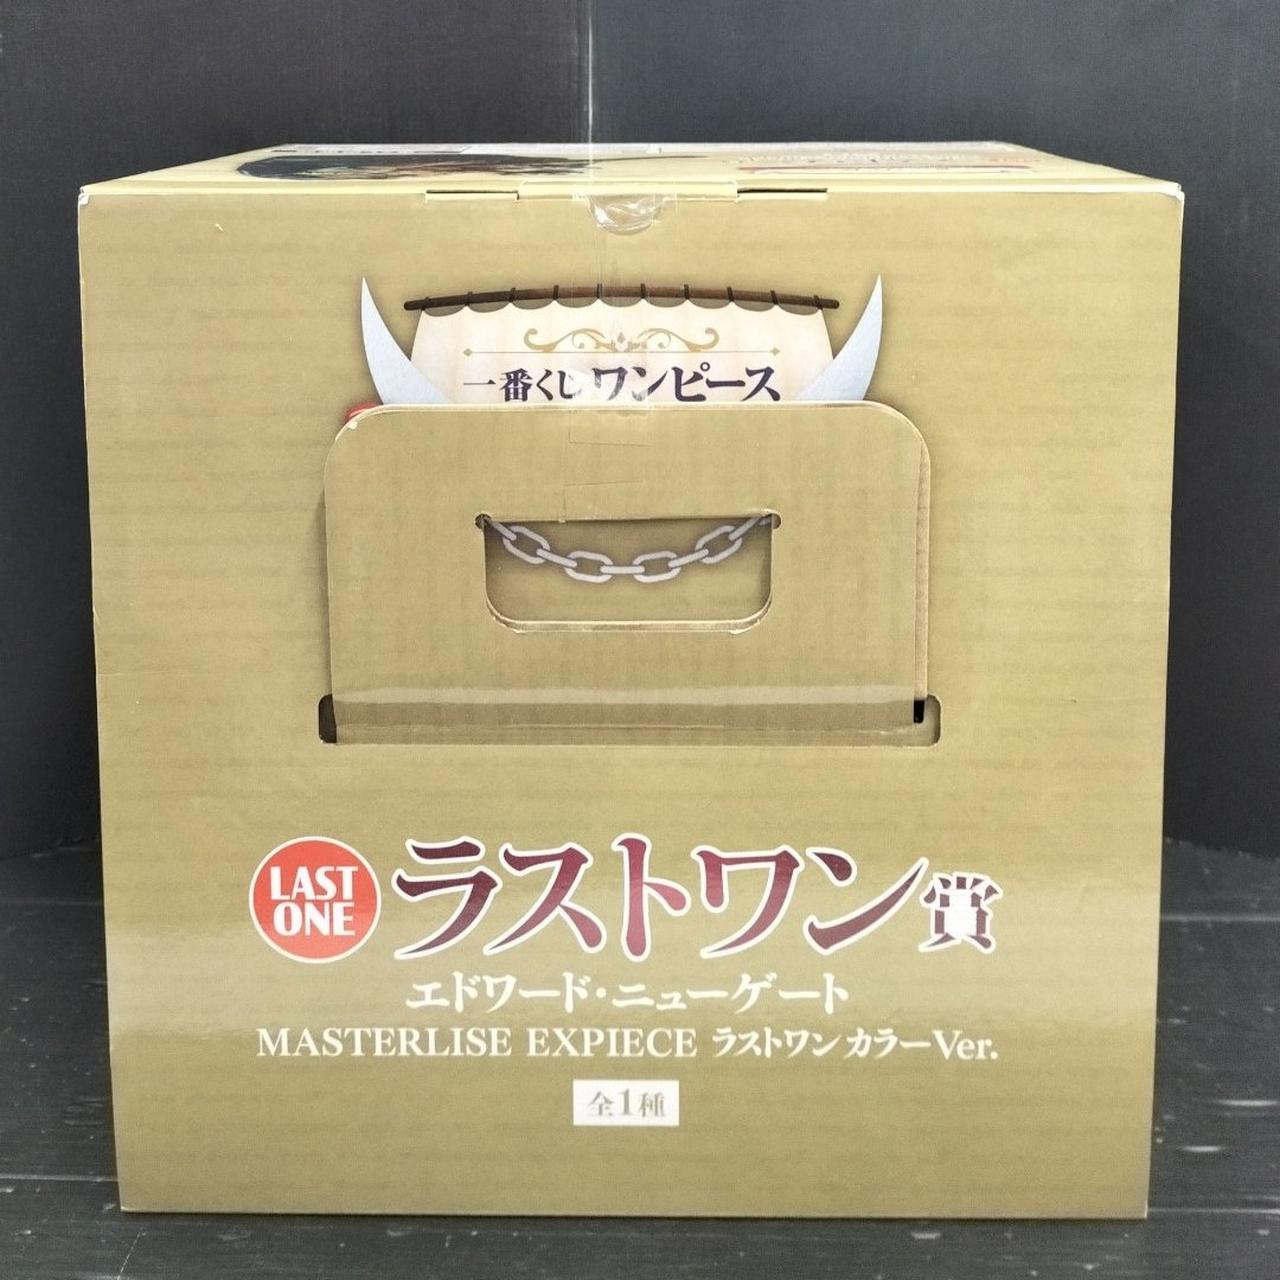 一番くじ ワンピース
LAST
ONE
ラストワン賞
エドワード・ニューゲート
MASTERLISE EXPIECE ラストワンカラーVer.
全1種